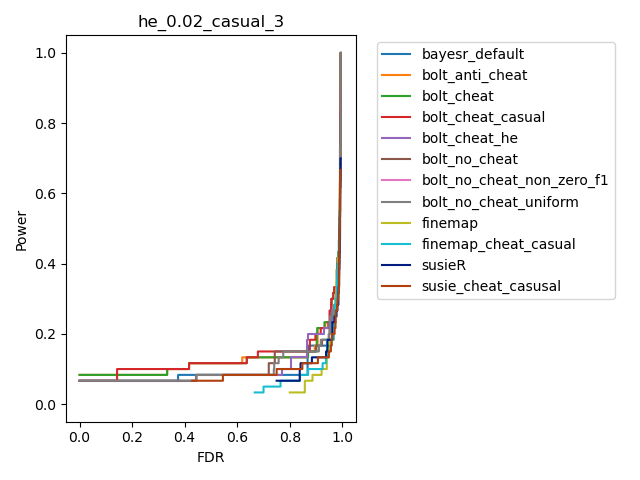 he_0.02_casual_3
Power
1.0
0.8
0.6
0.4
0.2
0.0
0.0 0.2 0.4 0.6 0.8 1.0
FDR
bayesr_default
bolt_anti_cheat
bolt_cheat
bolt_cheat_casual
bolt_cheat_he
bolt_no_cheat
bolt_no_cheat_non_zero_f1
bolt_no_cheat_uniform
finemap
finemap_cheat_casual
susieR
susie_cheat_casusal